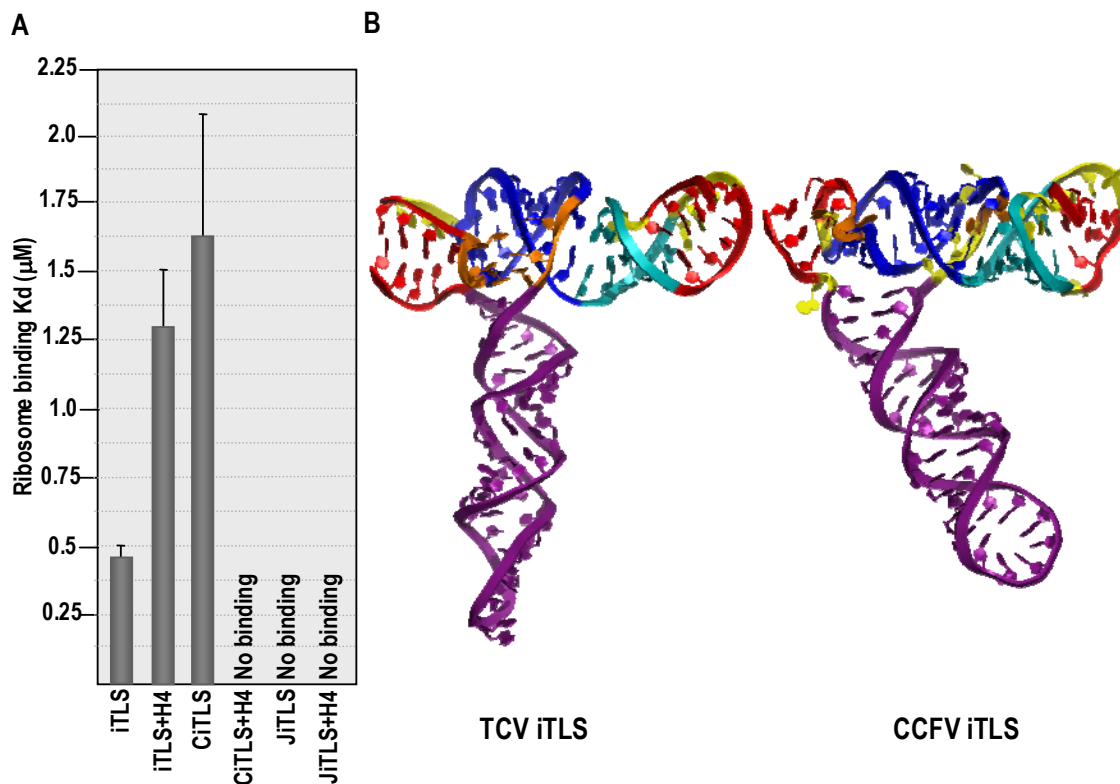 A
B
2.25
2.0
1.75
1.5
1.25
1.0
0.75
0.5
0.25
Ribosome binding Kd (µM)
No binding
No binding
No binding
iTLS
iTLS+H4
CiTLS
CiTLS+H4
JiTLS
JiTLS+H4
TCV iTLS
CCFV iTLS